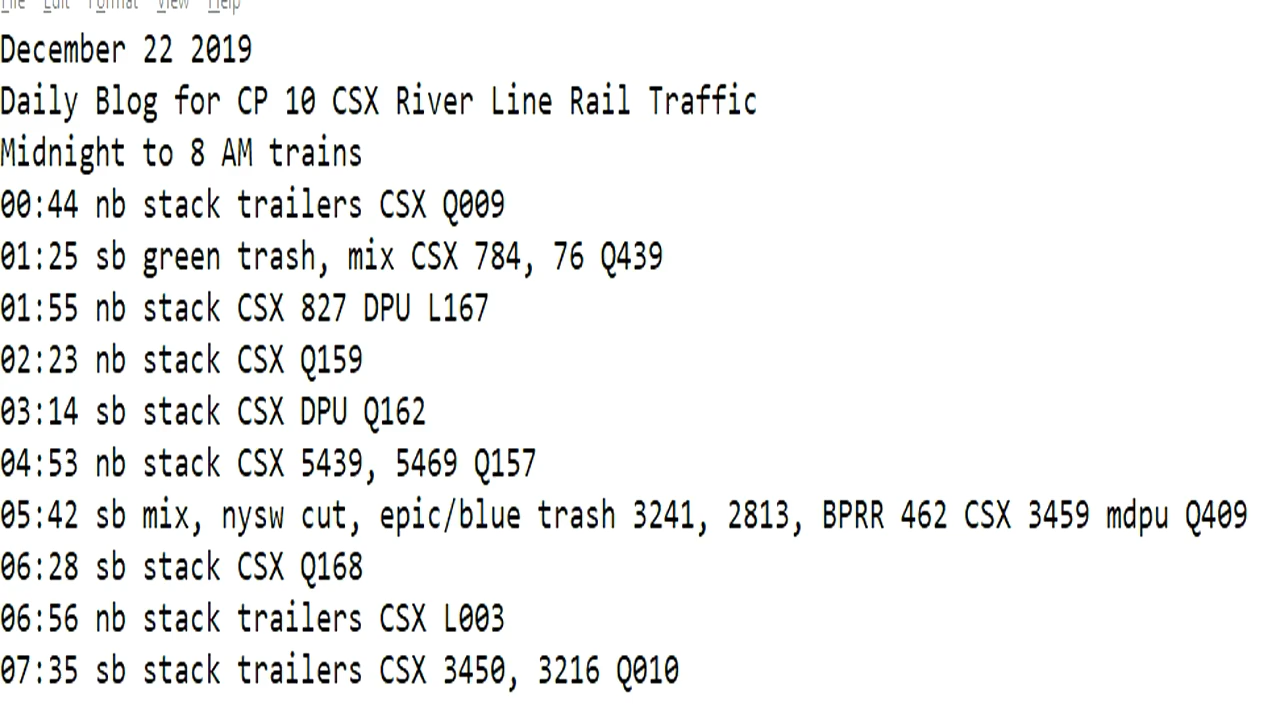 File Edit Format View Help
December 22 2019
Daily Blog for CP 10 CSX River Line Rail Traffic
Midnight to 8 AM trains
00:44 nb stack trailers CSX Q009
01:25 sb green trash, mix CSX 784, 76 Q439
01:55 nb stack CSX 827 DPU L167
02:23 nb stack CSX Q159
03:14 sb stack CSX DPU Q162
04:53 nb stack CSX 5439, 5469 Q157
05:42 sb mix, nysw cut, epic/blue trash 3241, 2813, BPRR 462 CSX 3459 mdpu Q409
06:28 sb stack CSX Q168
06:56 nb stack trailers CSX L003
07:35 sb stack trailers CSX 3450, 3216 Q010